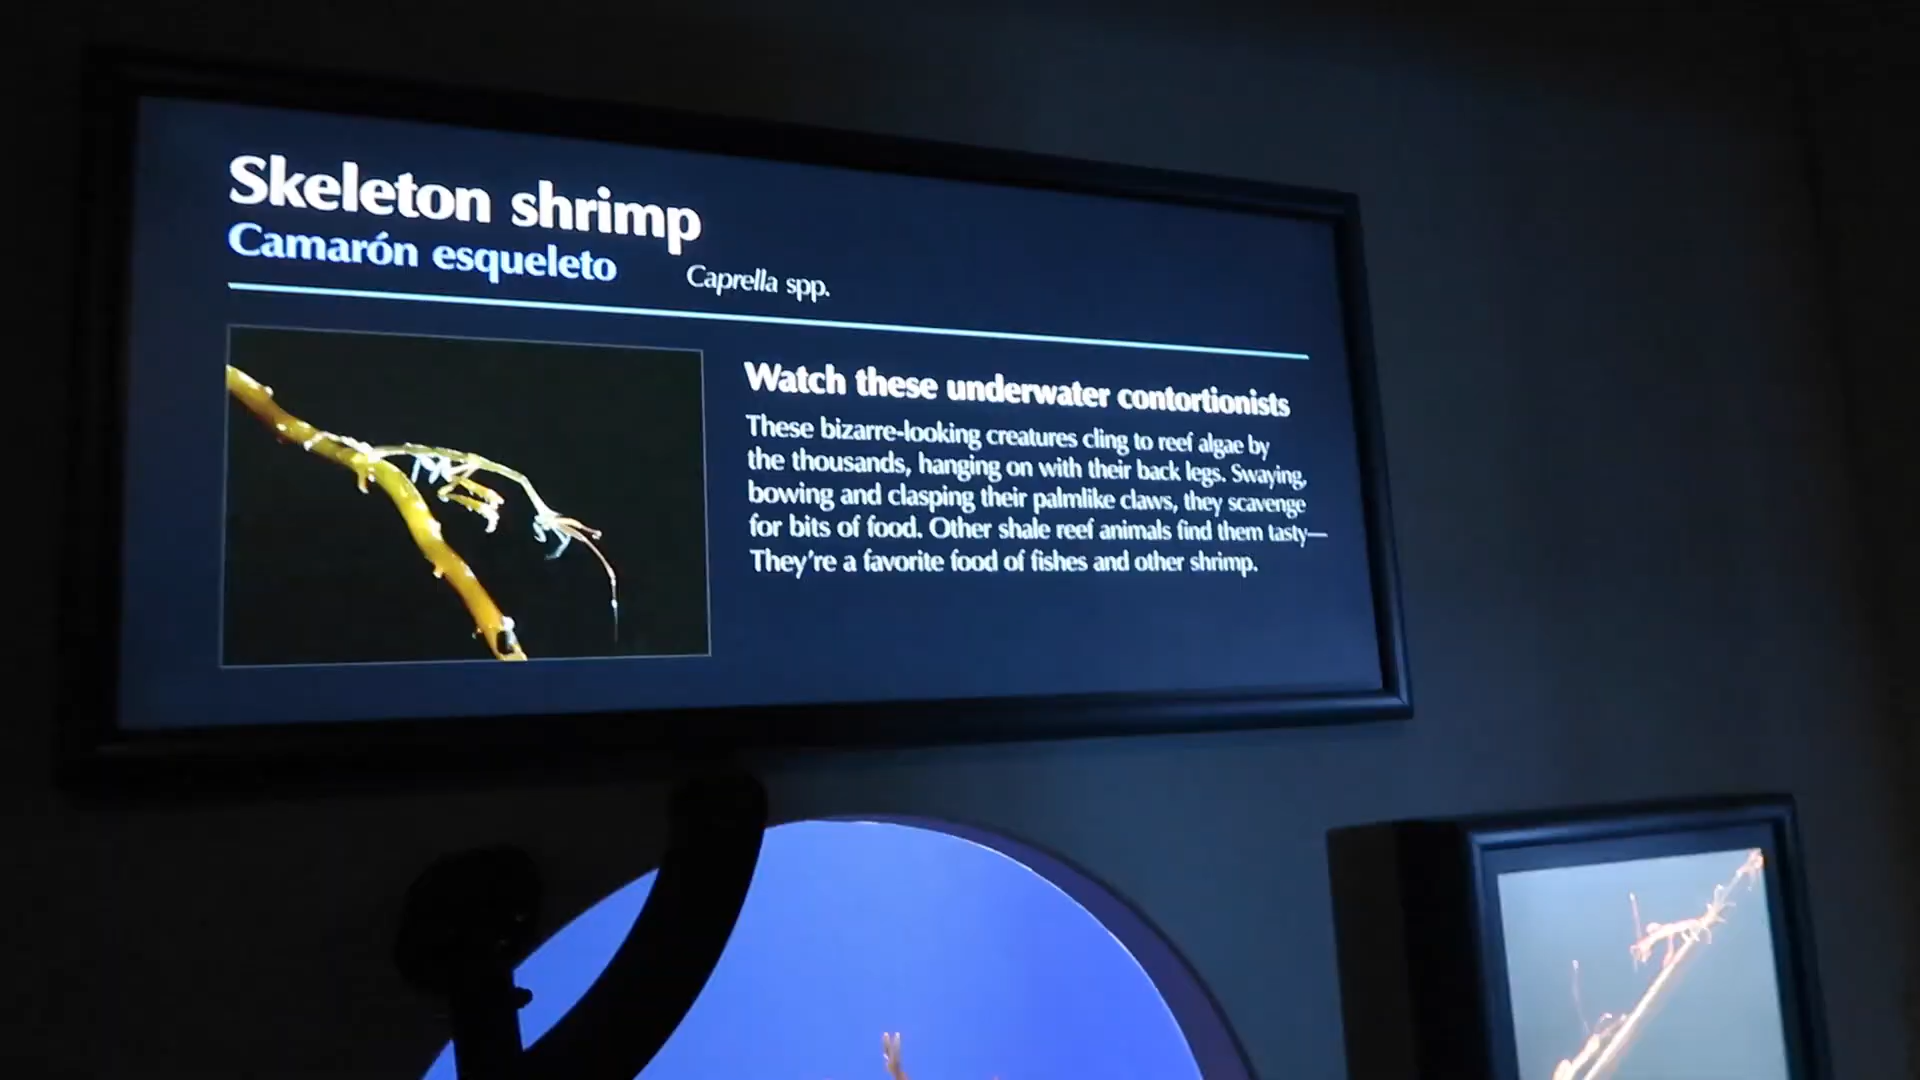 Skeleton shrimp
Camarón esqueleto
Caprella spp.
Watch these underwater contortionists
These bizarre-looking creatures cling to reef algae by
the thousands, hanging on with their back legs. Swaying,
bowing and clasping their palmlike claws, they scavenge
for bits of food. Other shale reef animals find them tasty—
They're a favorite food of fishes and other shrimp.